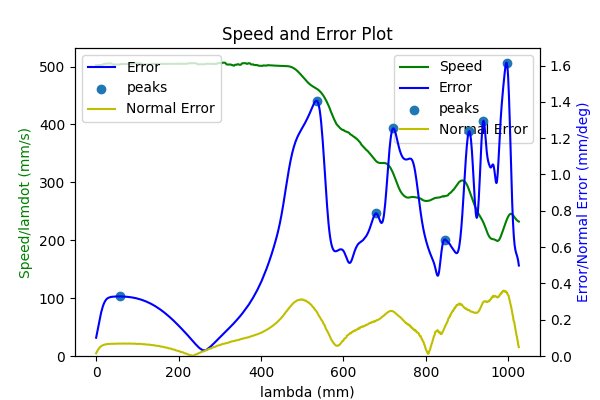 Speed and Error Plot
Error
peaks
Normal Error
Speed
Error
peaks
Normal Error
Speed/lamdot (mm/s)
500
400
300
200
100
0
Error/Normal Error (mm/deg)
1.6
1.4
1.2
1.0
0.8
0.6
0.4
0.2
0.0
0
200
400
600
800
1000
lambda (mm)